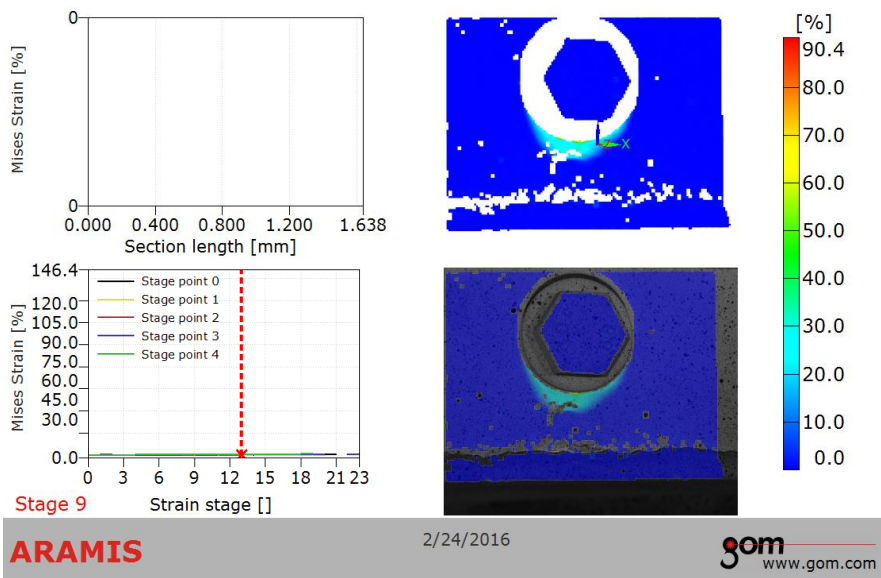 0
Mises Strain [%]
0
0.000 0.400 0.800 1.200 1.638
Section length [mm]
X
[%]
90.4
80.0
70.0
60.0
50.0
40.0
30.0
20.0
10.0
0.0
146.4
120.0
105.0
90.0
75.0
60.0
45.0
30.0
0.0
Mises Strain [%]
Stage point 0
Stage point 1
Stage point 2
Stage point 3
Stage point 4
0 3 6 9 12 15 18 21 23
Strain stage []
Stage 9
ARAMIS
2/24/2016
gom
www.gom.com